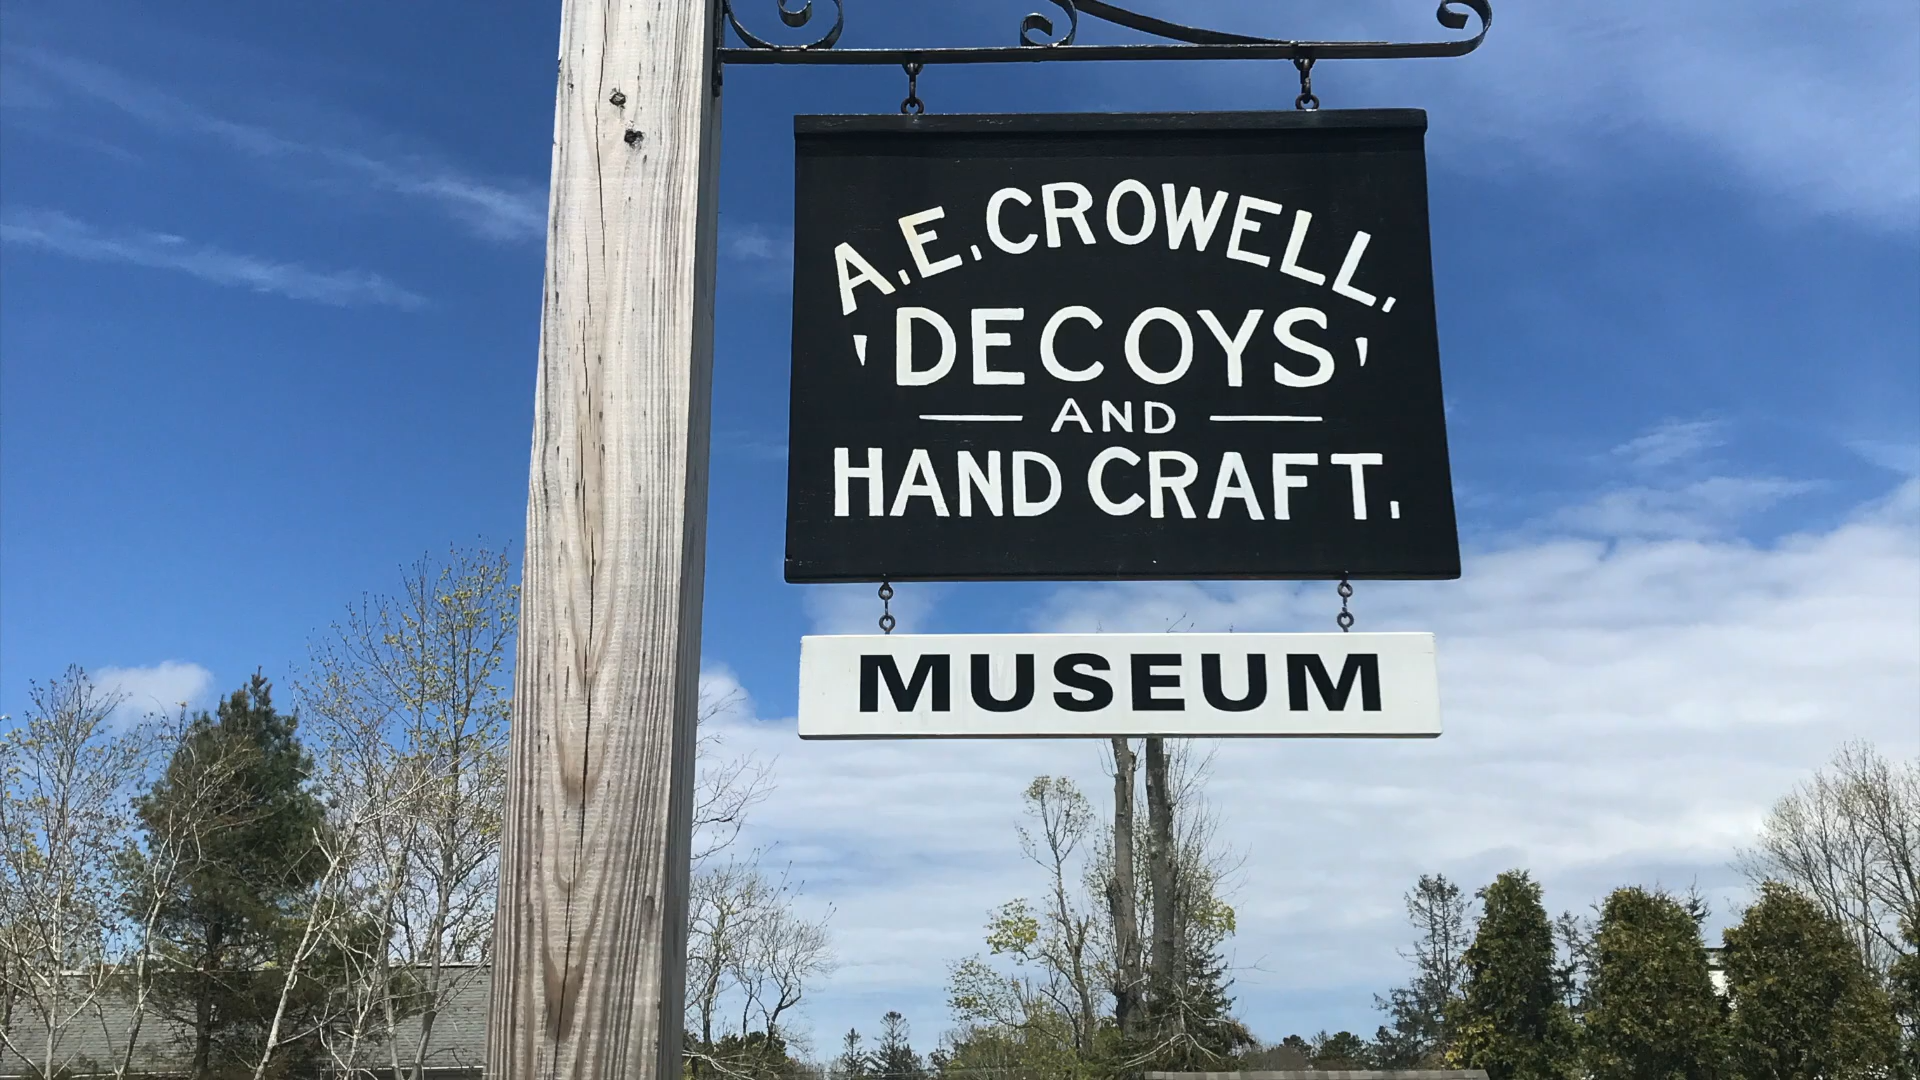 A.E. CROWELL,
'DECOYS'
AND
HAND CRAFT.
MUSEUM